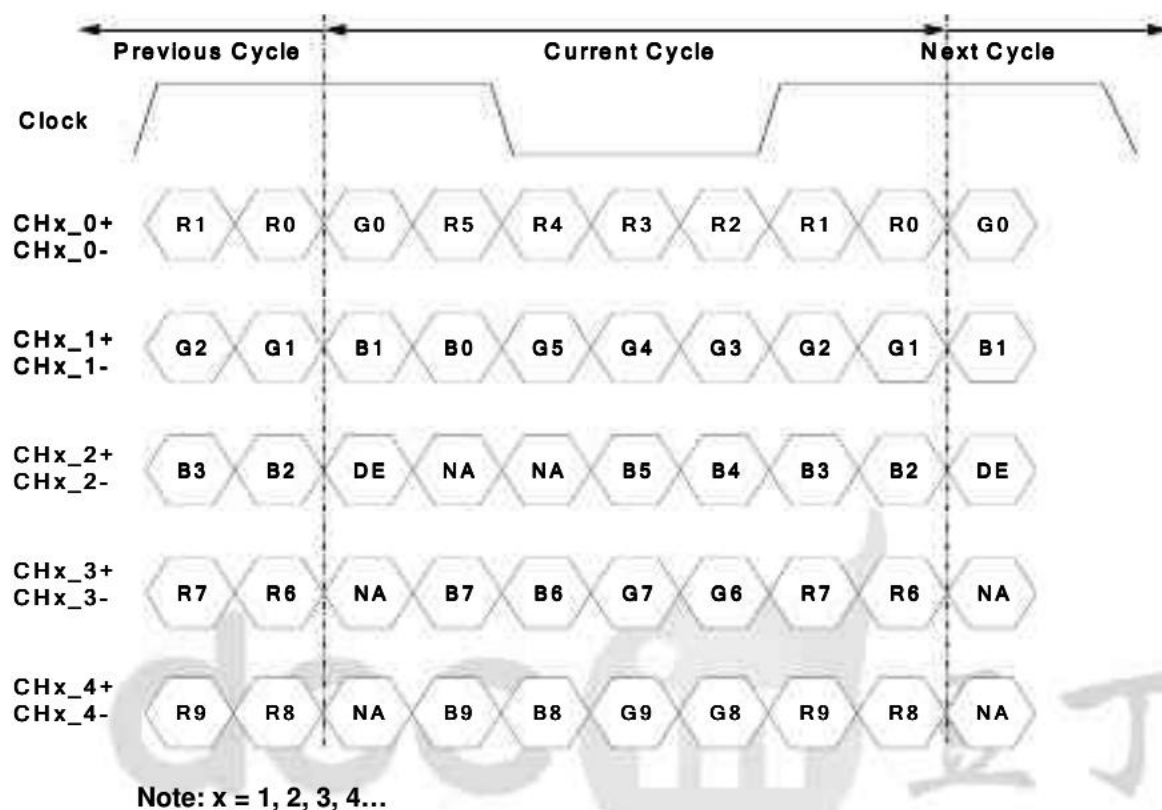 Previous Cycle Current Cycle Next Cycle
Clock
CHx_0+
CHx_0-
R1 R0 G0 R5 R4 R3 R2 R1 R0 G0
CHx_1+
CHx_1-
G2 G1 B1 B0 G5 G4 G3 G2 G1 B1
CHx_2+
CHx_2-
B3 B2 DE NA NA B5 B4 B3 B2 DE
CHx_3+
CHx_3-
R7 R6 NA B7 B6 G7 G6 R7 R6 NA
CHx_4+
CHx_4-
R9 R8 NA B9 B8 G9 G8 R9 R8 NA
doc 豆丁
Note: x = 1, 2, 3, 4...